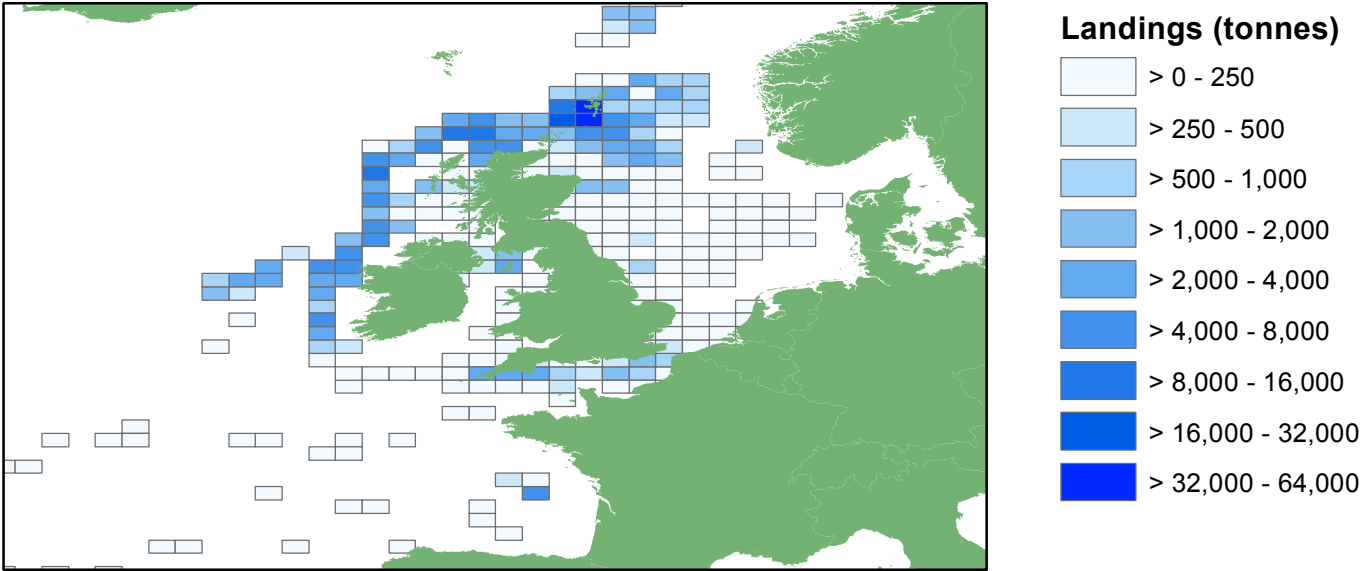 Landings (tonnes)
> 0 - 250
> 250 - 500
> 500 - 1,000
> 1,000 - 2,000
> 2,000 - 4,000
> 4,000 - 8,000
> 8,000 - 16,000
> 16,000 - 32,000
> 32,000 - 64,000